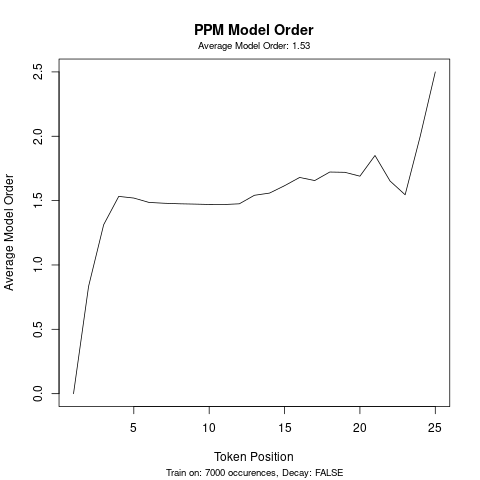 PPM Model Order
Average Model Order: 1.53
Average Model Order
2.5
2.0
1.5
1.0
0.5
0.0
5 10 15 20 25
Token Position
Train on: 7000 occurences, Decay: FALSE